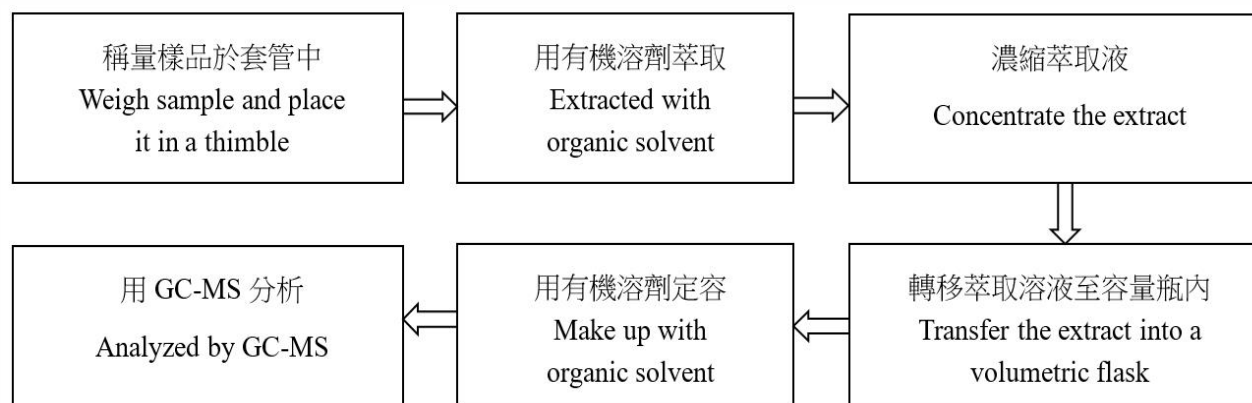 稱量樣品於套管中
Weigh sample and place
it in a thimble
用有機溶劑萃取
Extracted with
organic solvent
濃縮萃取液
Concentrate the extract
轉移萃取溶液至容量瓶內
Transfer the extract into a
volumetric flask
用有機溶劑定容
Make up with
organic solvent
用 GC-MS 分析
Analyzed by GC-MS